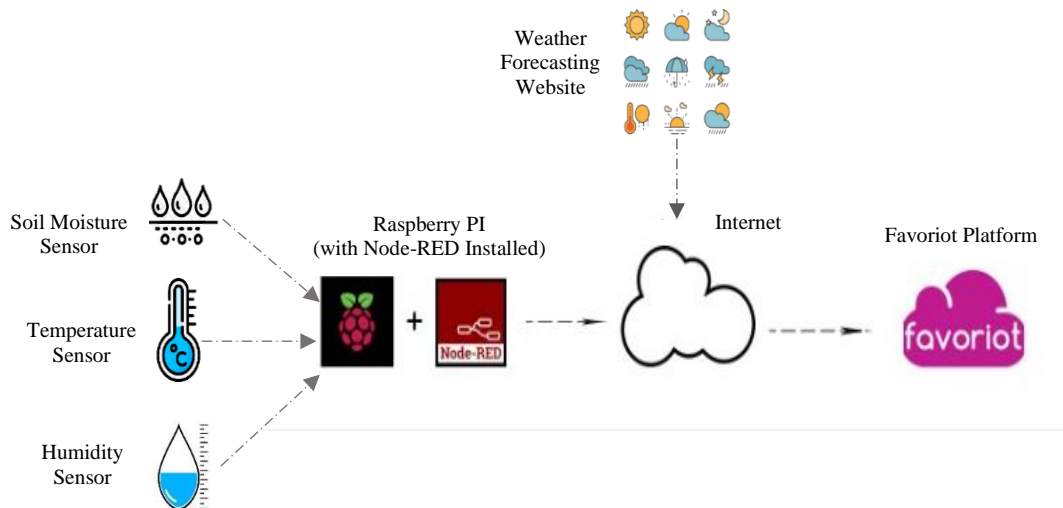 Weather
Forecasting
Website
Soil Moisture
Sensor
Raspberry PI
(with Node-RED Installed)
Internet
Favoriot Platform
Temperature
Sensor
°C
+
Node-RED
favoriot
Humidity
Sensor